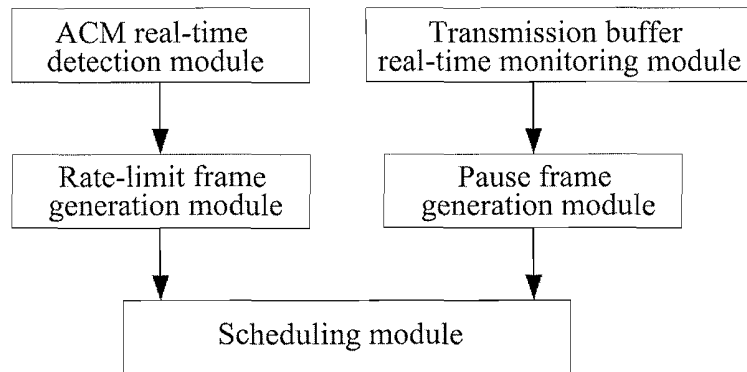 ACM real-time
detection module
Transmission buffer
real-time monitoring module
Rate-limit frame
generation module
Pause frame
generation module
Scheduling module